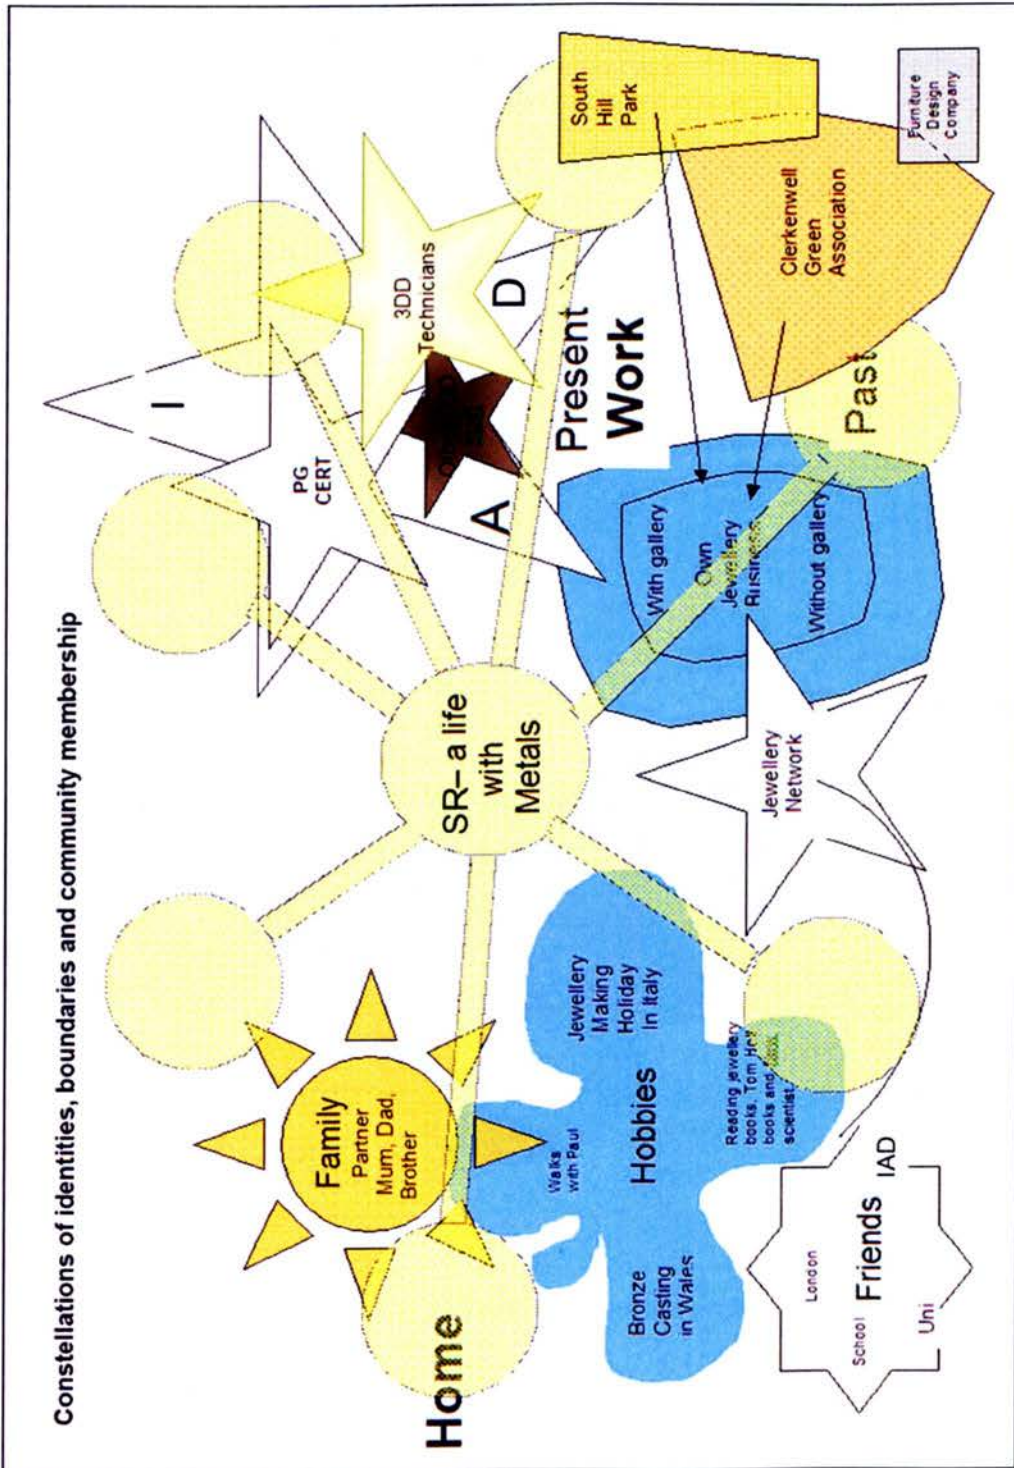 Constellations of identities, boundaries and community membership
Home
Family
Partner
Mum, Dad,
Brother
SR– a life
with
Metals
PG
CERT
I
A
D
3DD
Technicians
Present
Work
Past
South
Hill
Park
Clerkenwell
Green
Association
Furniture
Design
Company
With gallery
Own
Jewellery
Business
Without gallery
Jewellery
Network
Hobbies
Walks
with Paul
Jewellery
Making
Holiday
In Italy
Bronze
Casting
in Wales
Reading jewellery
books, Tom
books and
scientist
London
School
Friends
IAD
Uni